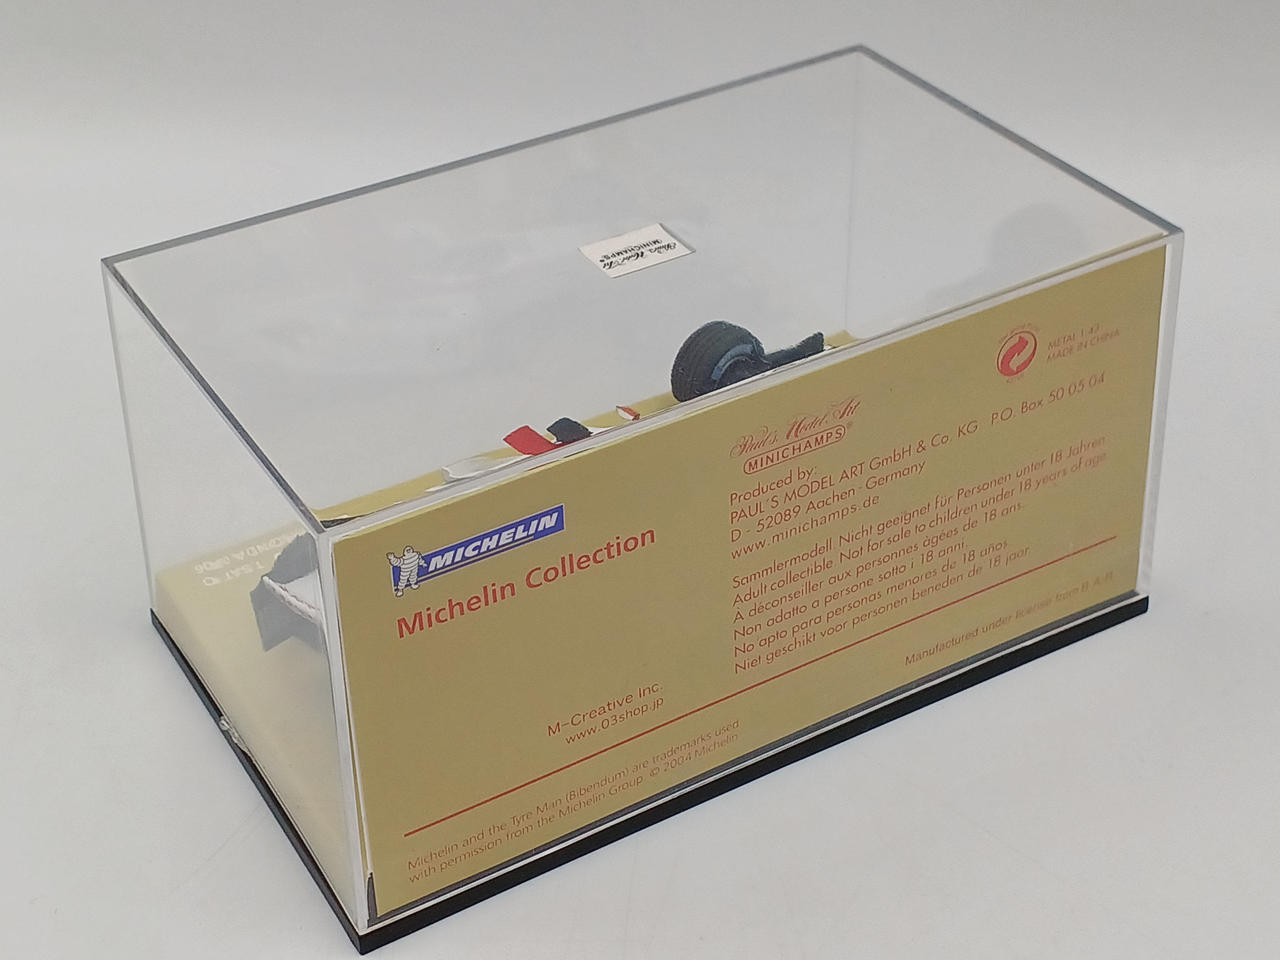 Paul's Model Art
MINICHAMPS®
METAL 1:43
MADE IN CHINA
MICHELIN
Michelin Collection
Paul's Model Art
MINICHAMPS®
Produced by:
PAUL´S MODEL ART GmbH & Co. KG P.O. Box 50 05 04
D - 52089 Aachen - Germany
www.minichamps.de
Sammlermodell. Nicht geeignet für Personen unter 18 Jahren
Adult collectible. Not for sale to children under 18 years of age
À déconseiller aux personnes âgées de 18 ans.
Non adatto a persone sotto i 18 anni.
No apto para personas menores de 18 años.
Niet geschikt voor personen beneden de 18 jaar.
M-Creative Inc.
www.03shop.jp
Manufactured under license from B.A.R.
Michelin and the Tyre Man (Bibendum) are trademarks used
with permission from the Michelin Group. © 2004 Michelin